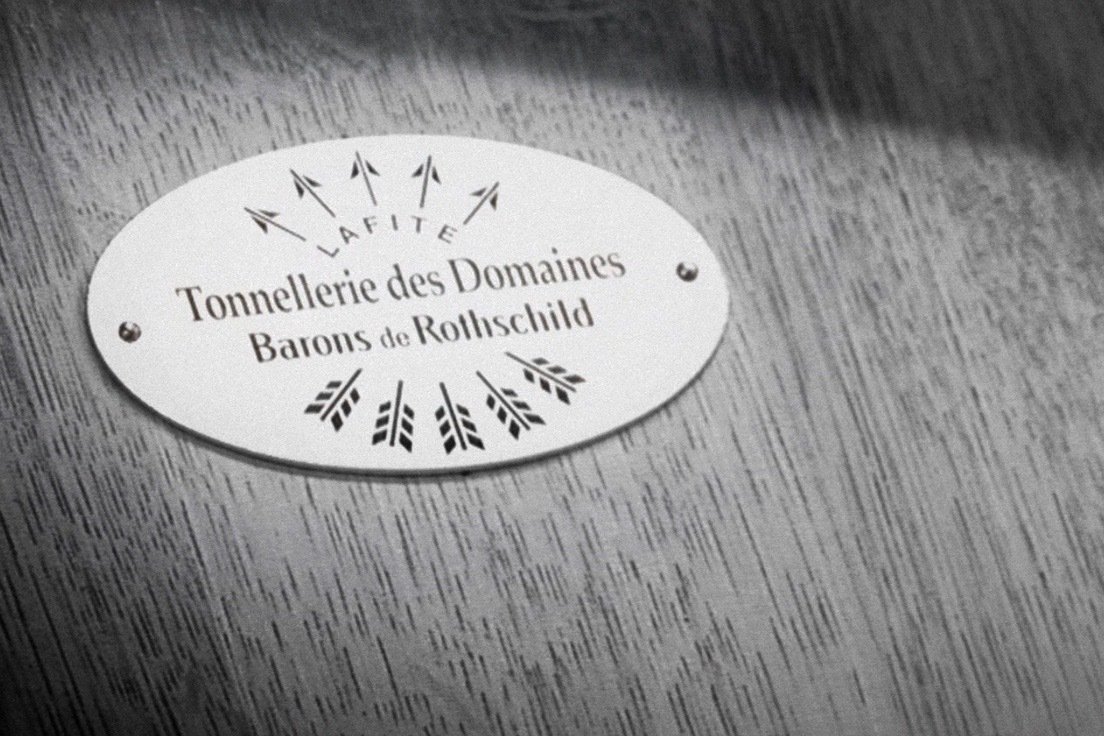 LAFITE
Tonnellerie des Domaines
Barons de Rothschild